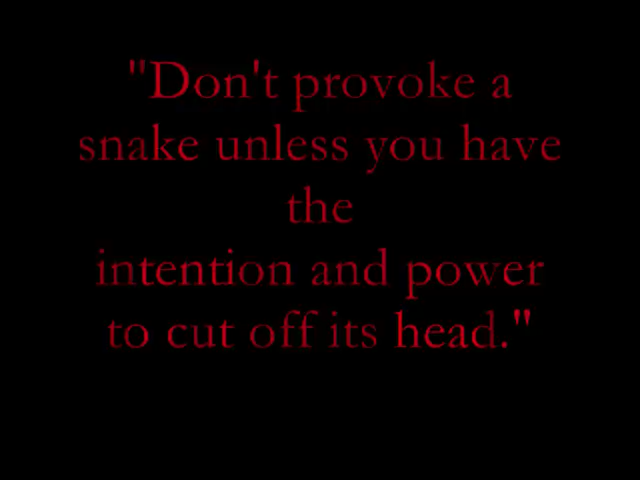 "Don't provoke a
snake unless you have
the
intention and power
to cut off its head."